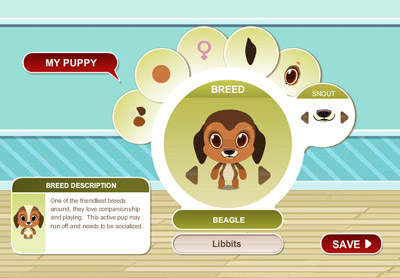 MY PUPPY
BREED
SNOUT
BREED DESCRIPTION
One of the friendliest breeds
around, they love companionship
and playing. This active pup may
run off and needs to be socialized.
BEAGLE
Libbits
SAVE